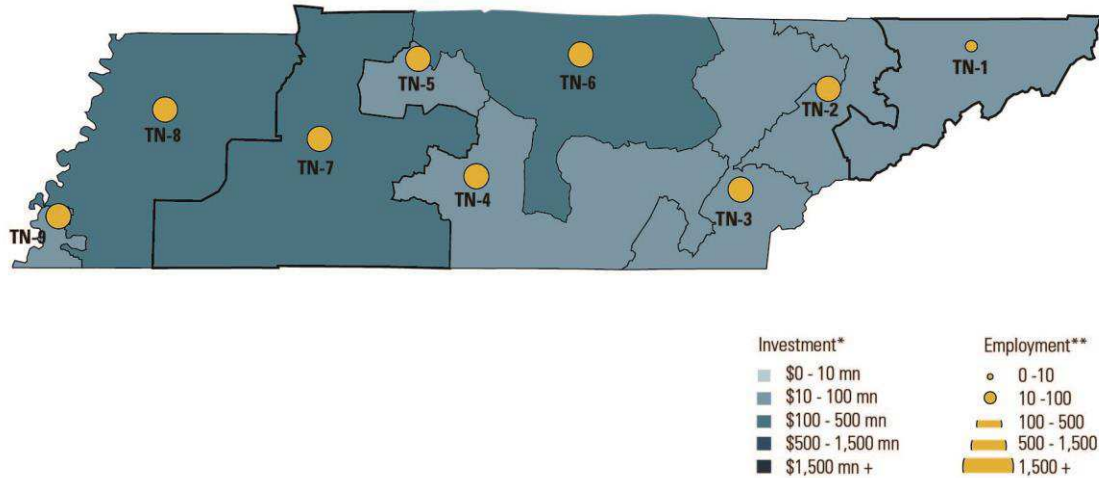 TN-1
TN-5
TN-6
TN-2
TN-8
TN-7
TN-4
TN-3
TN-9
Investment*
$0 - 10 mn
$10 - 100 mn
$100 - 500 mn
$500 - 1,500 mn
$1,500 mn +
Employment**
0 -10
10 -100
100 - 500
500 - 1,500
1,500 +